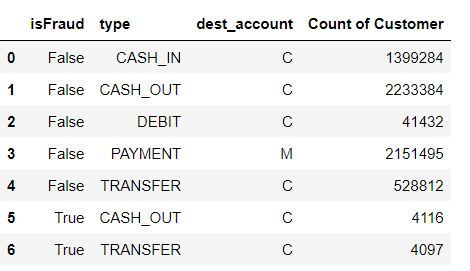 isFraud type dest_account Count of Customer
0 False CASH_IN C 1399284
1 False CASH_OUT C 2233384
2 False DEBIT C 41432
3 False PAYMENT M 2151495
4 False TRANSFER C 528812
5 True CASH_OUT C 4116
6 True TRANSFER C 4097